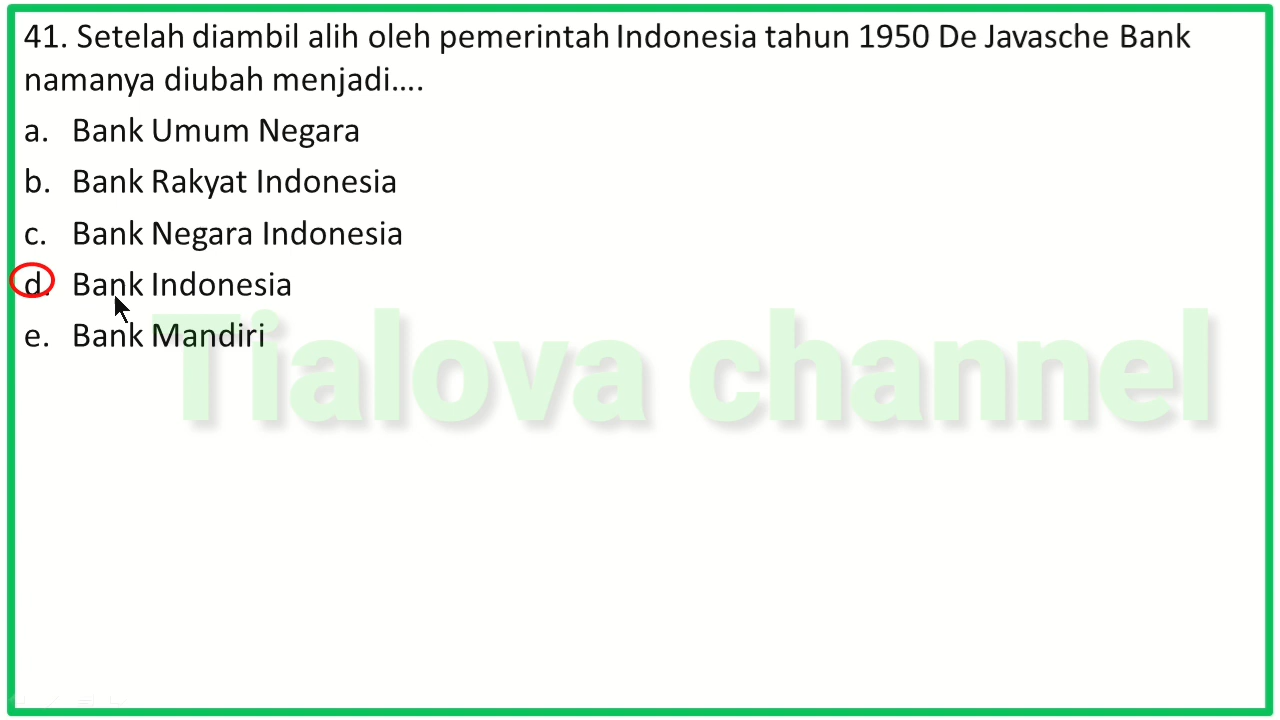 41. Setelah diambil alih oleh pemerintah Indonesia tahun 1950 De Javasche Bank
namanya diubah menjadi....
a. Bank Umum Negara
b. Bank Rakyat Indonesia
c. Bank Negara Indonesia
d. Bank Indonesia
e. Bank Mandiri
Tialova channel